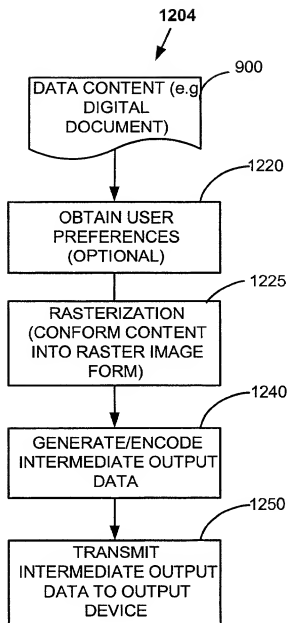 1204
900
DATA CONTENT (e.g
DIGITAL
DOCUMENT)
1220
OBTAIN USER
PREFERENCES
(OPTIONAL)
1225
RASTERIZATION
(CONFORM CONTENT
INTO RASTER IMAGE
FORM)
1240
GENERATE/ENCODE
INTERMEDIATE OUTPUT
DATA
1250
TRANSMIT
INTERMEDIATE OUTPUT
DATA TO OUTPUT
DEVICE